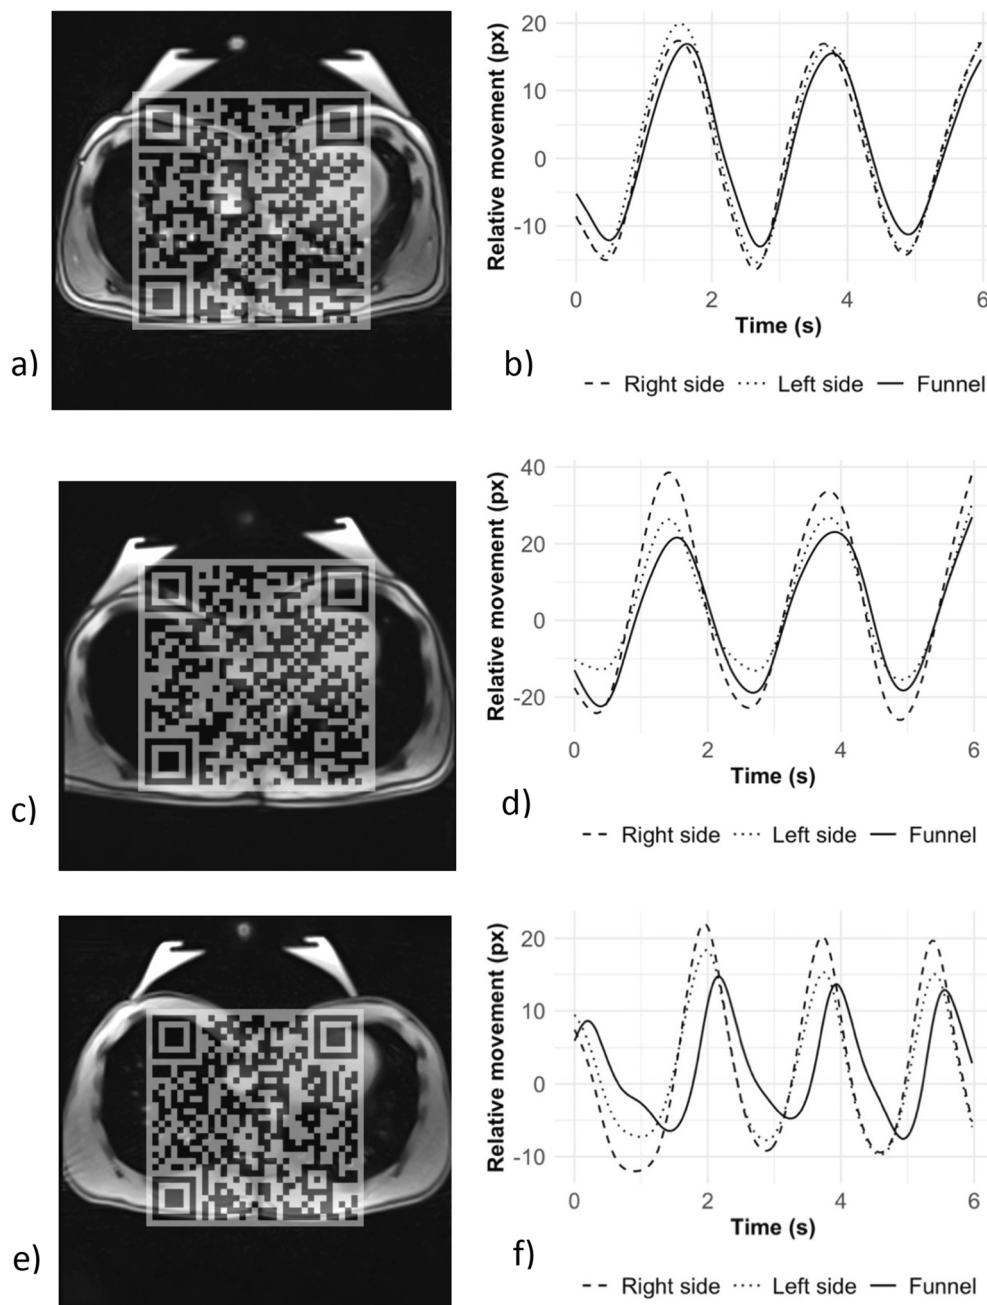 a)
b)
Relative movement (px)
20
10
0
-10
0 2 4 6
Time (s)
Right side Left side Funnel
c)
d)
Relative movement (px)
40
20
0
-20
0 2 4 6
Time (s)
Right side Left side Funnel
e)
f)
Relative movement (px)
20
10
0
-10
0 2 4 6
Time (s)
Right side Left side Funnel